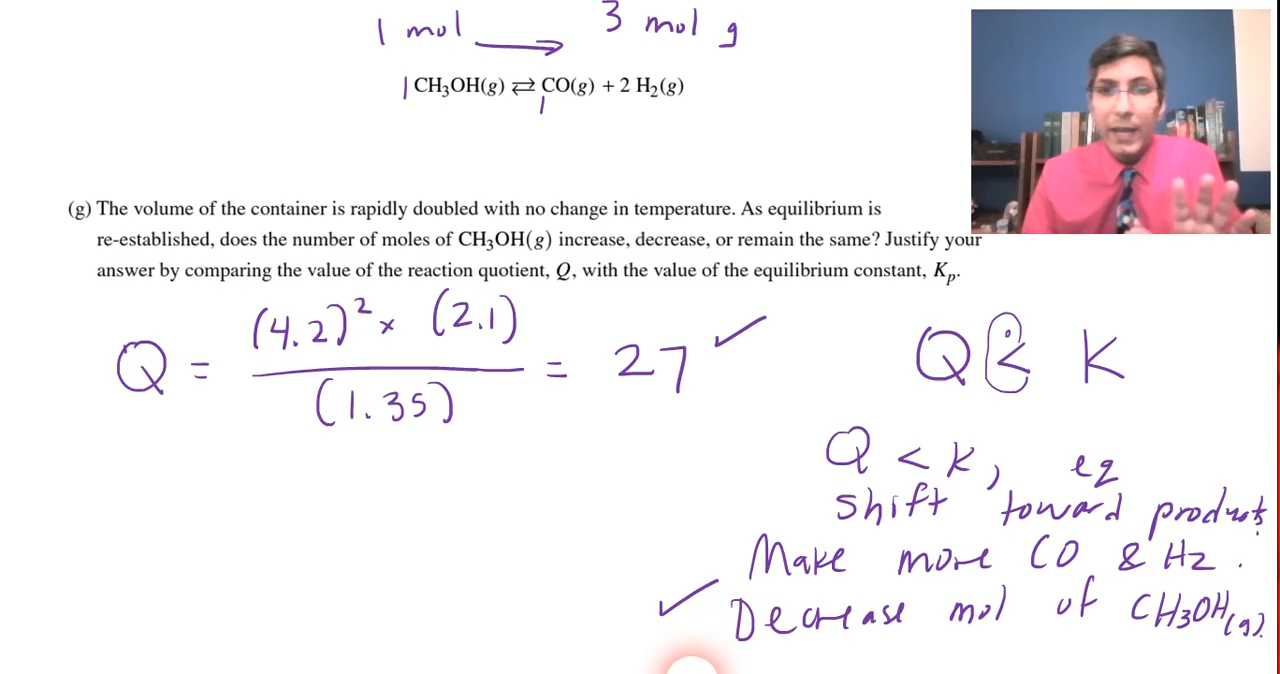 1 mol → 3 mol g
1 CH₃OH(g) ⇄ CO(g) + 2 H₂(g)
1
(g) The volume of the container is rapidly doubled with no change in temperature. As equilibrium is
re-established, does the number of moles of CH₃OH(g) increase, decrease, or remain the same? Justify your
answer by comparing the value of the reaction quotient, Q, with the value of the equilibrium constant, Kₚ.
Q = (4.2)² × (2.1) / (1.35) = 27 ✓
Q < K
Q < K, eq
shift toward products
Make more CO & H2.
✓ Decrease mol of CH3OH(g).